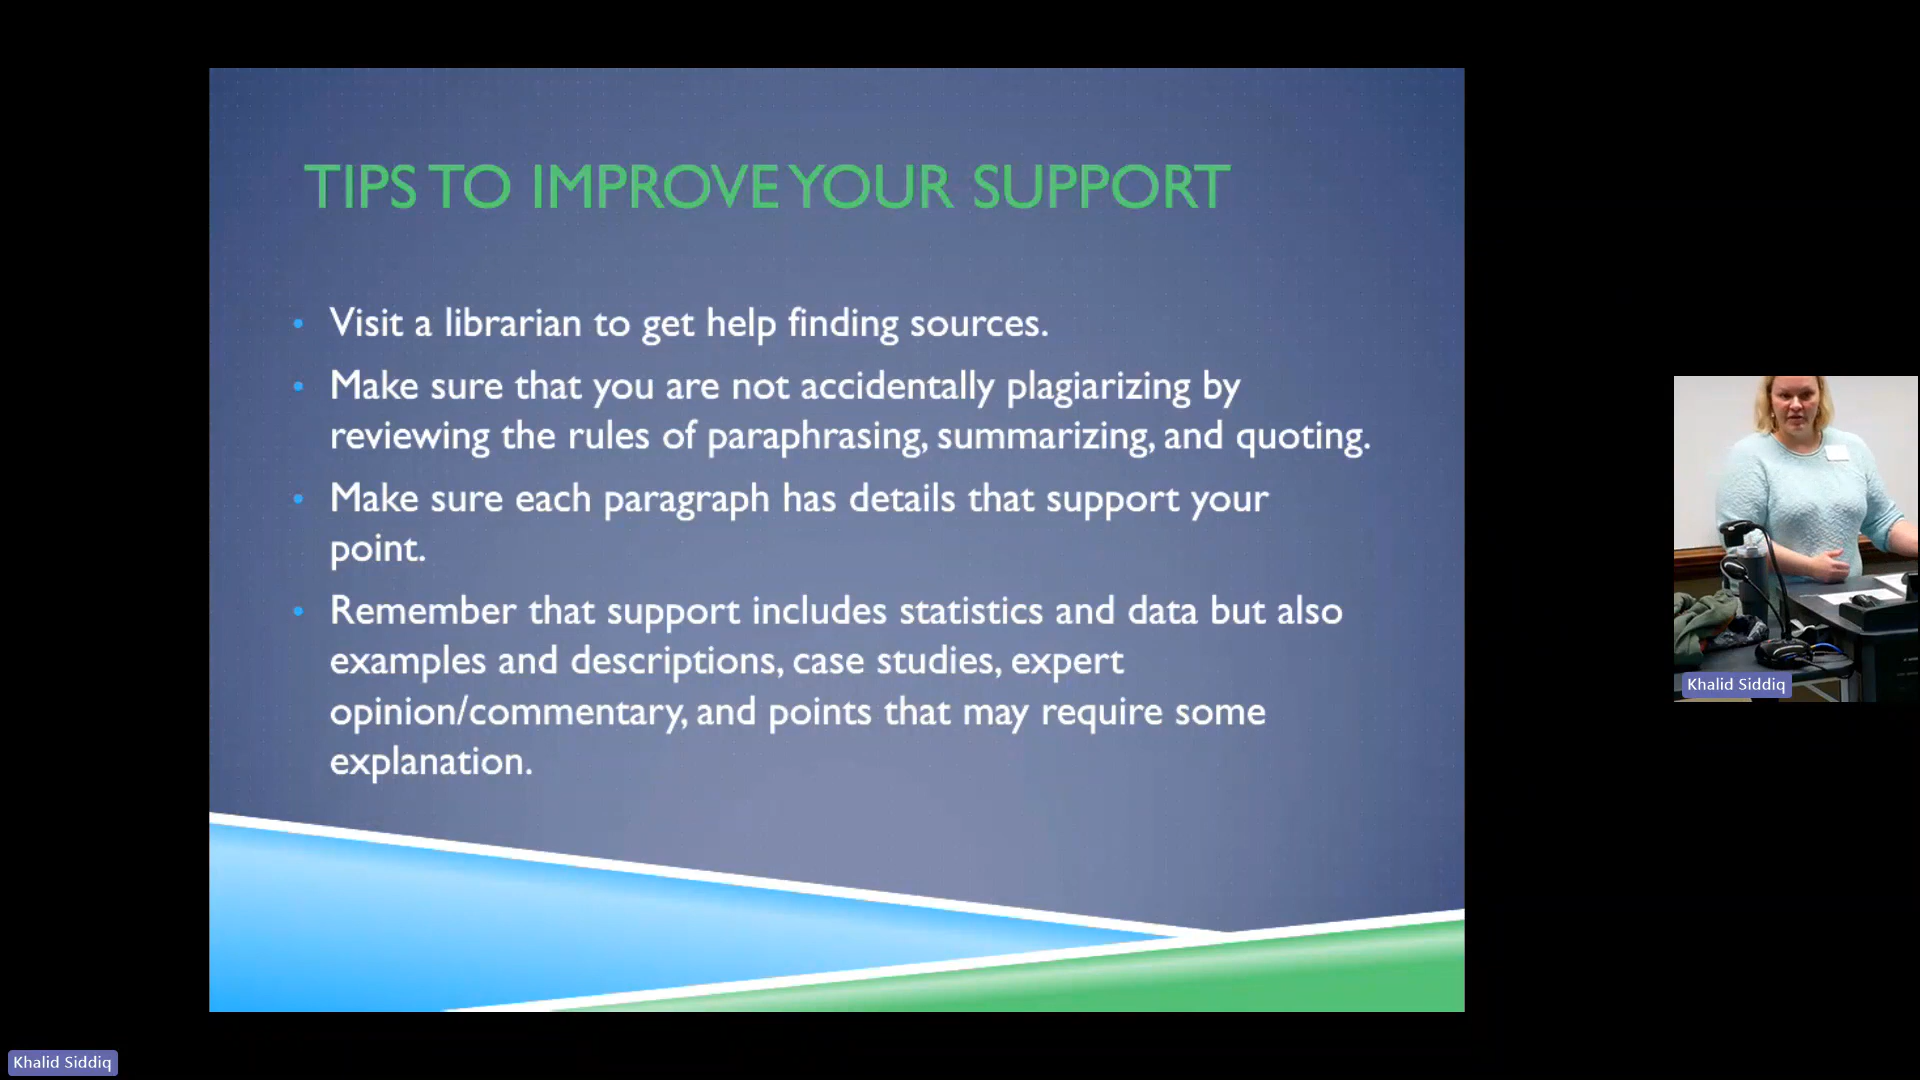 TIPS TO IMPROVE YOUR SUPPORT
• Visit a librarian to get help finding sources.
• Make sure that you are not accidentally plagiarizing by
reviewing the rules of paraphrasing, summarizing, and quoting.
• Make sure each paragraph has details that support your
point.
• Remember that support includes statistics and data but also
examples and descriptions, case studies, expert
opinion/commentary, and points that may require some
explanation.
Khalid Siddiq
Khalid Siddiq